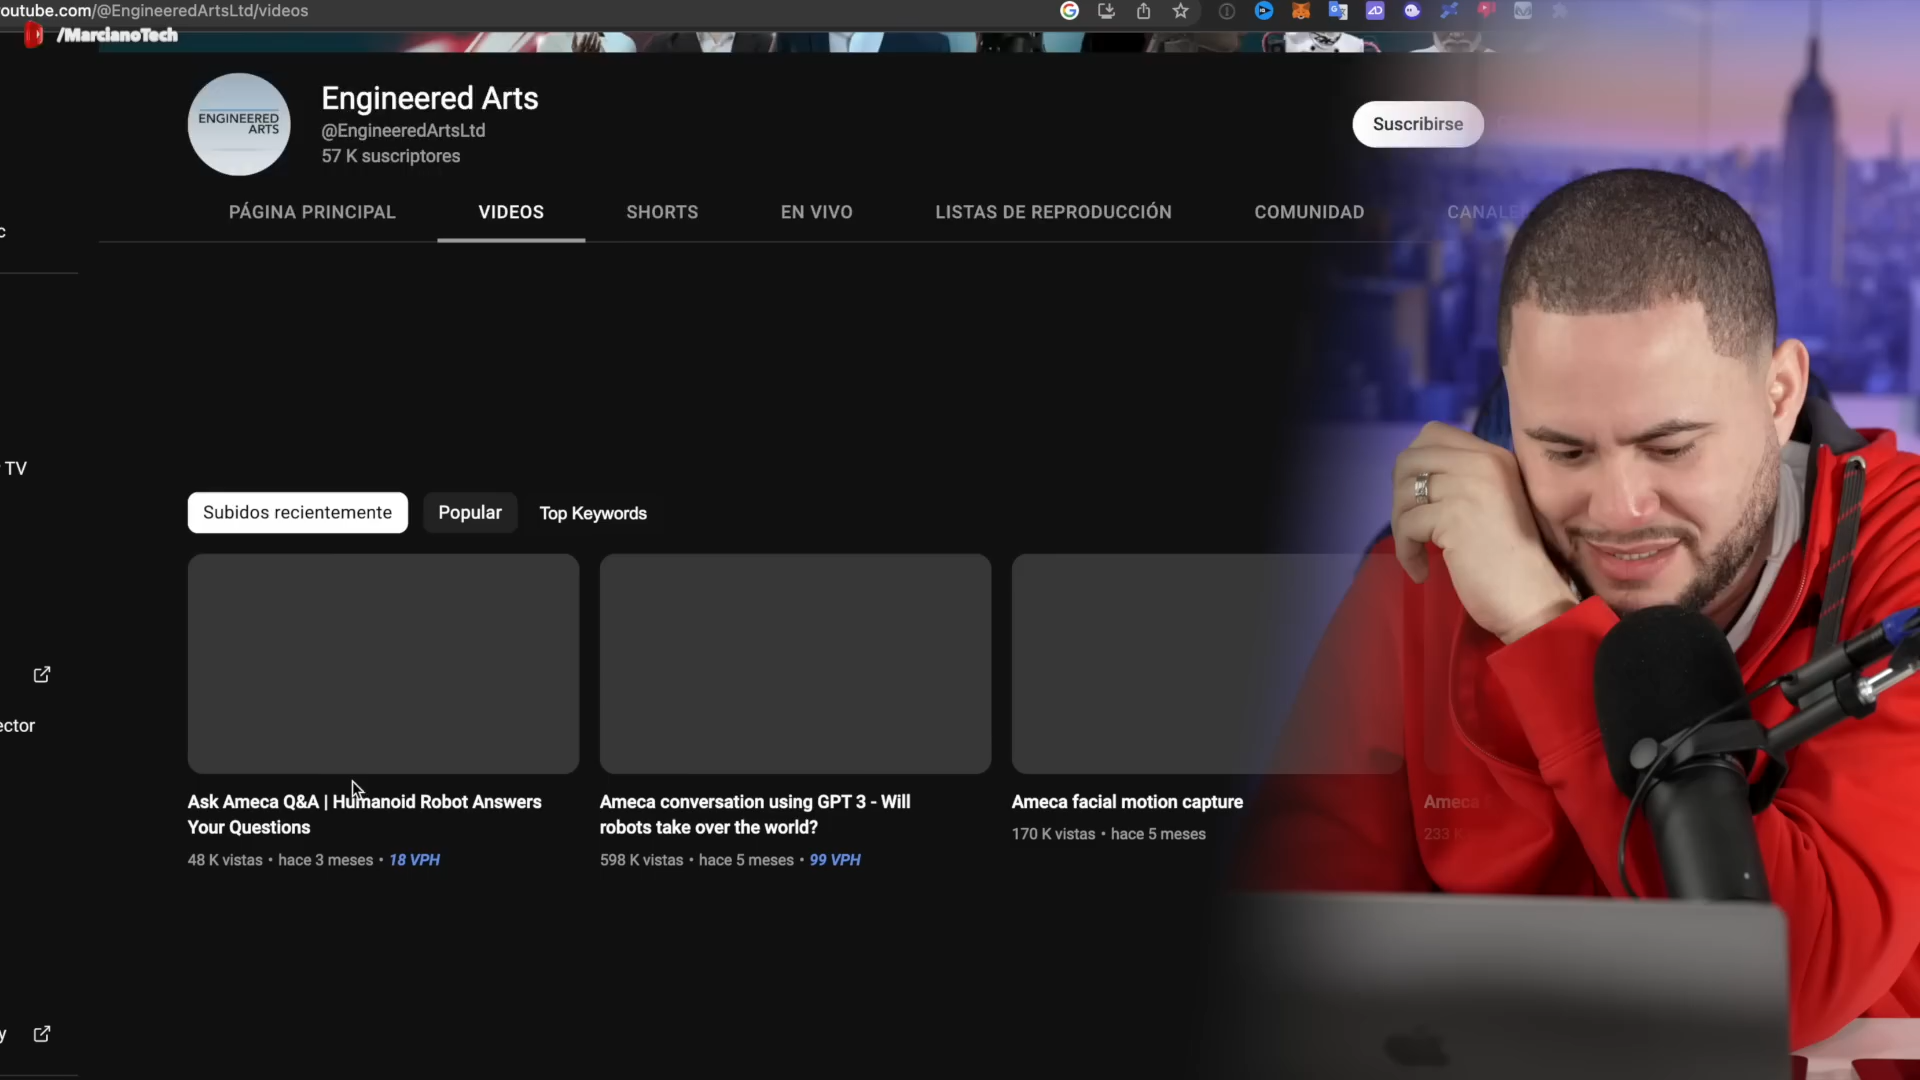 outube.com/@EngineeredArtsLtd/videos
/MarcianoTech
ENGINEERED
ARTS
Engineered Arts
@EngineeredArtsLtd
57 K suscriptores
Suscribirse
PÁGINA PRINCIPAL VIDEOS SHORTS EN VIVO LISTAS DE REPRODUCCIÓN COMUNIDAD CANALE
c
TV
Subidos recientemente Popular Top Keywords
ector
Ask Ameca Q&A | Humanoid Robot Answers
Your Questions
48 K vistas • hace 3 meses • 18 VPH
Ameca conversation using GPT 3 - Will
robots take over the world?
598 K vistas • hace 5 meses • 99 VPH
Ameca facial motion capture
170 K vistas • hace 5 meses
Ameca
233 K
y